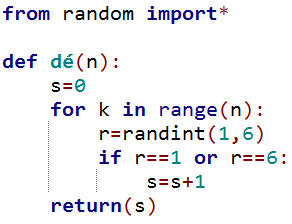 from random import*
def dé(n):
s=0
for k in range(n):
r=randint(1,6)
if r==1 or r==6:
s=s+1
return(s)